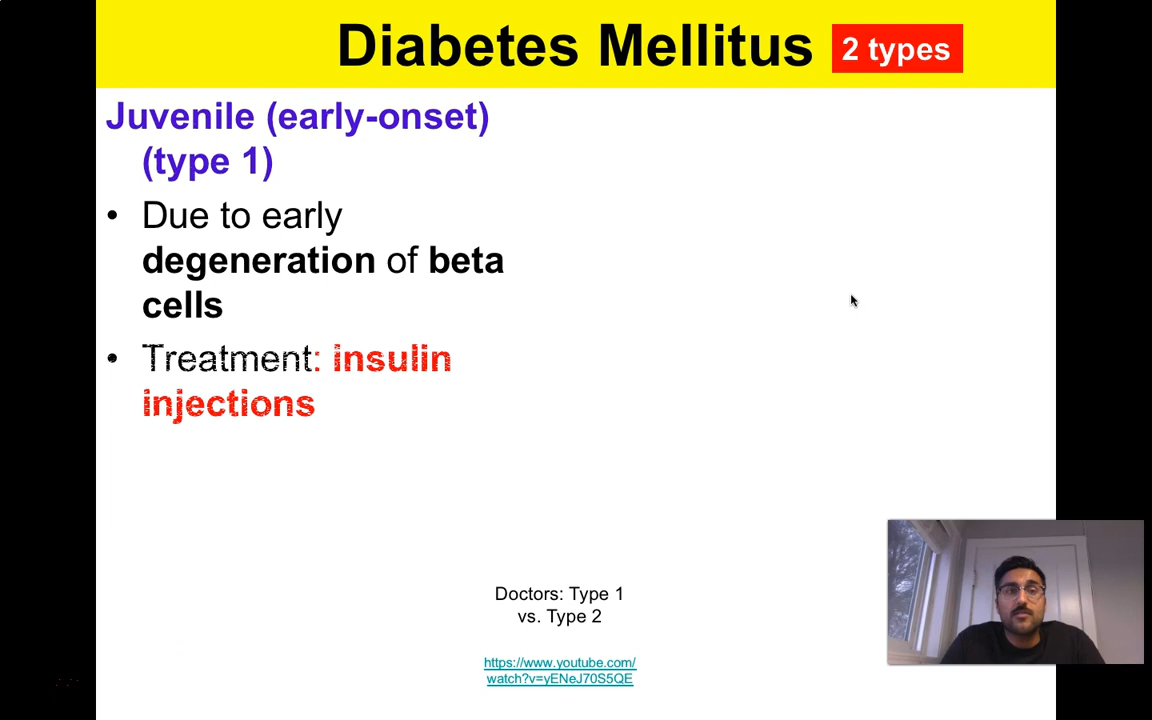 Diabetes Mellitus 2 types
Juvenile (early-onset)
(type 1)
• Due to early
degeneration of beta
cells
• Treatment: insulin
injections
Doctors: Type 1
vs. Type 2
https://www.youtube.com/
watch?v=yENeJ70S5QE